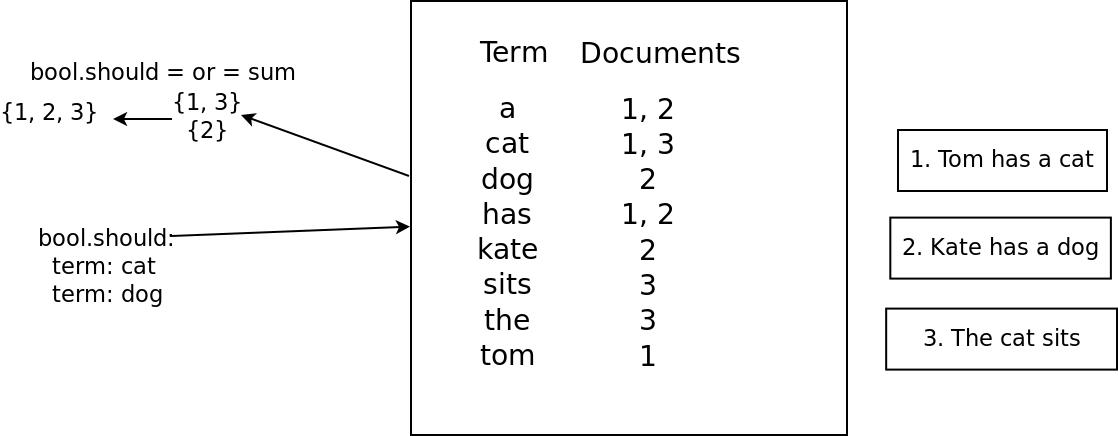 bool.should = or = sum
{1, 2, 3}
{1, 3}
{2}
bool.should:
term: cat
term: dog
Term Documents
a 1, 2
cat 1, 3
dog 2
has 1, 2
kate 2
sits 3
the 3
tom 1
1. Tom has a cat
2. Kate has a dog
3. The cat sits